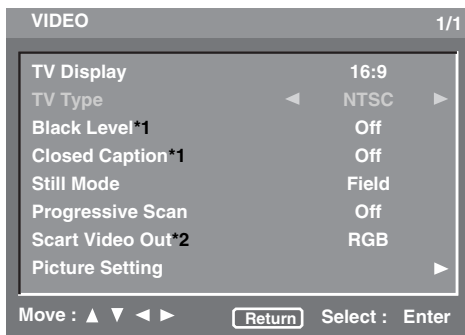 VIDEO 1/1
TV Display 16:9
TV Type ◀ NTSC ▶
Black Level*1 Off
Closed Caption*1 Off
Still Mode Field
Progressive Scan Off
Scart Video Out*2 RGB
Picture Setting ▶
Move : ▲ ▼ ◀ ▶ Return Select : Enter